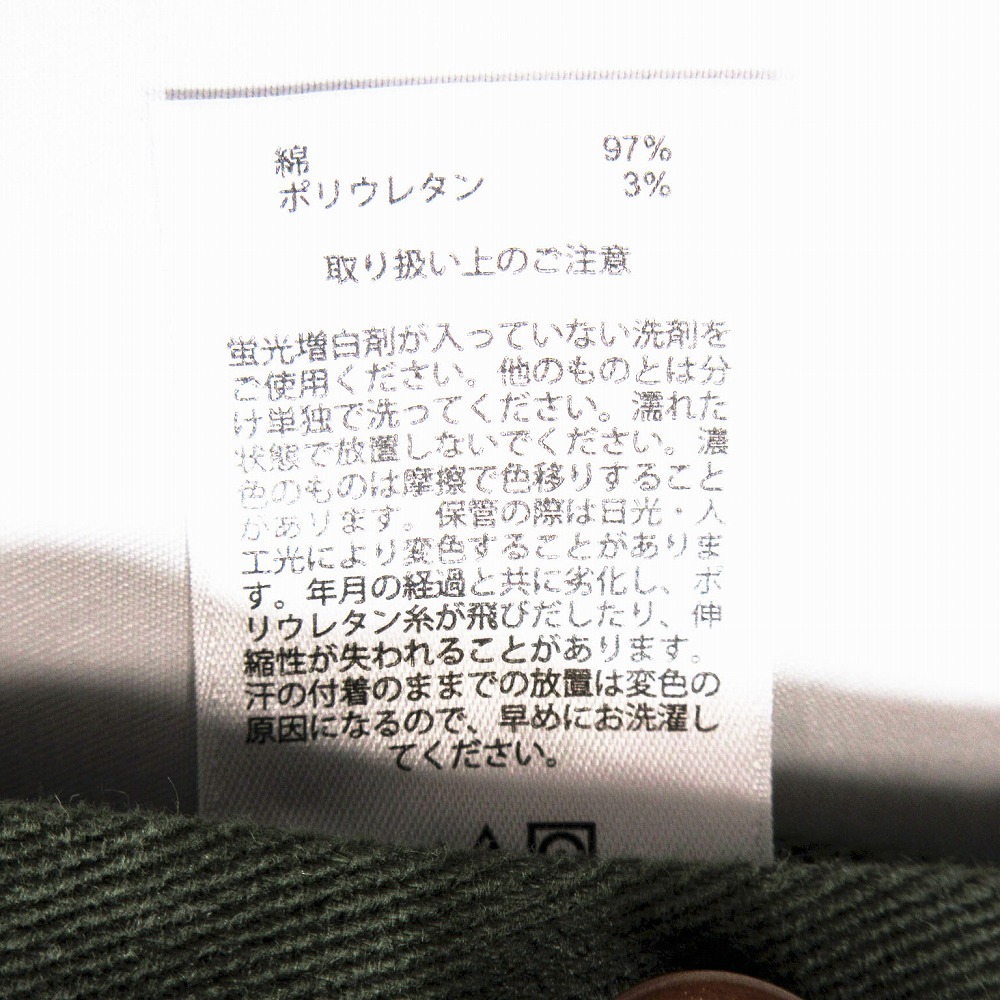 綿 97%
ポリウレタン 3%
取り扱い上のご注意
蛍光増白剤が入っていない洗剤を
ご使用ください。他のものとは分
け単独で洗ってください。濡れた
状態で放置しないでください。濃
色のものは摩擦で色移りすること
があります。保管の際は日光・人
工光により変色することがありま
す。年月の経過と共に劣化し、ポ
リウレタン糸が飛びだしたり、伸
縮性が失われることがあります。
汗の付着のままでの放置は変色の
原因になるので、早めにお洗濯し
てください。